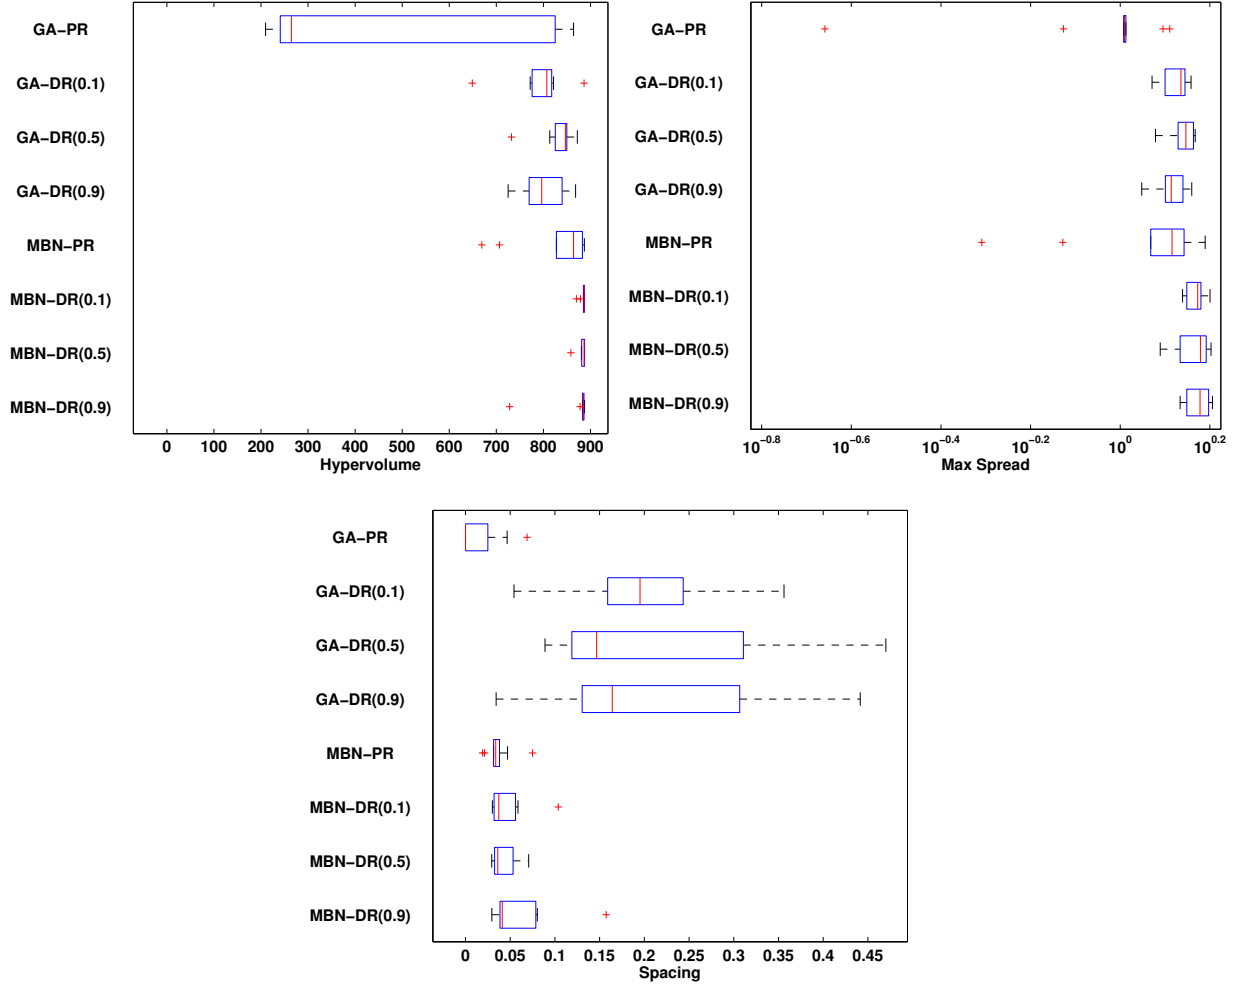 GA−PR
GA−DR(0.1)
GA−DR(0.5)
GA−DR(0.9)
MBN−PR
MBN−DR(0.1)
MBN−DR(0.5)
MBN−DR(0.9)
0 100 200 300 400 500 600 700 800 900
Hypervolume
GA−PR
GA−DR(0.1)
GA−DR(0.5)
GA−DR(0.9)
MBN−PR
MBN−DR(0.1)
MBN−DR(0.5)
MBN−DR(0.9)
10^−0.8 10^−0.6 10^−0.4 10^−0.2 10^0 10^0.2
Max Spread
GA−PR
GA−DR(0.1)
GA−DR(0.5)
GA−DR(0.9)
MBN−PR
MBN−DR(0.1)
MBN−DR(0.5)
MBN−DR(0.9)
0 0.05 0.1 0.15 0.2 0.25 0.3 0.35 0.4 0.45
Spacing